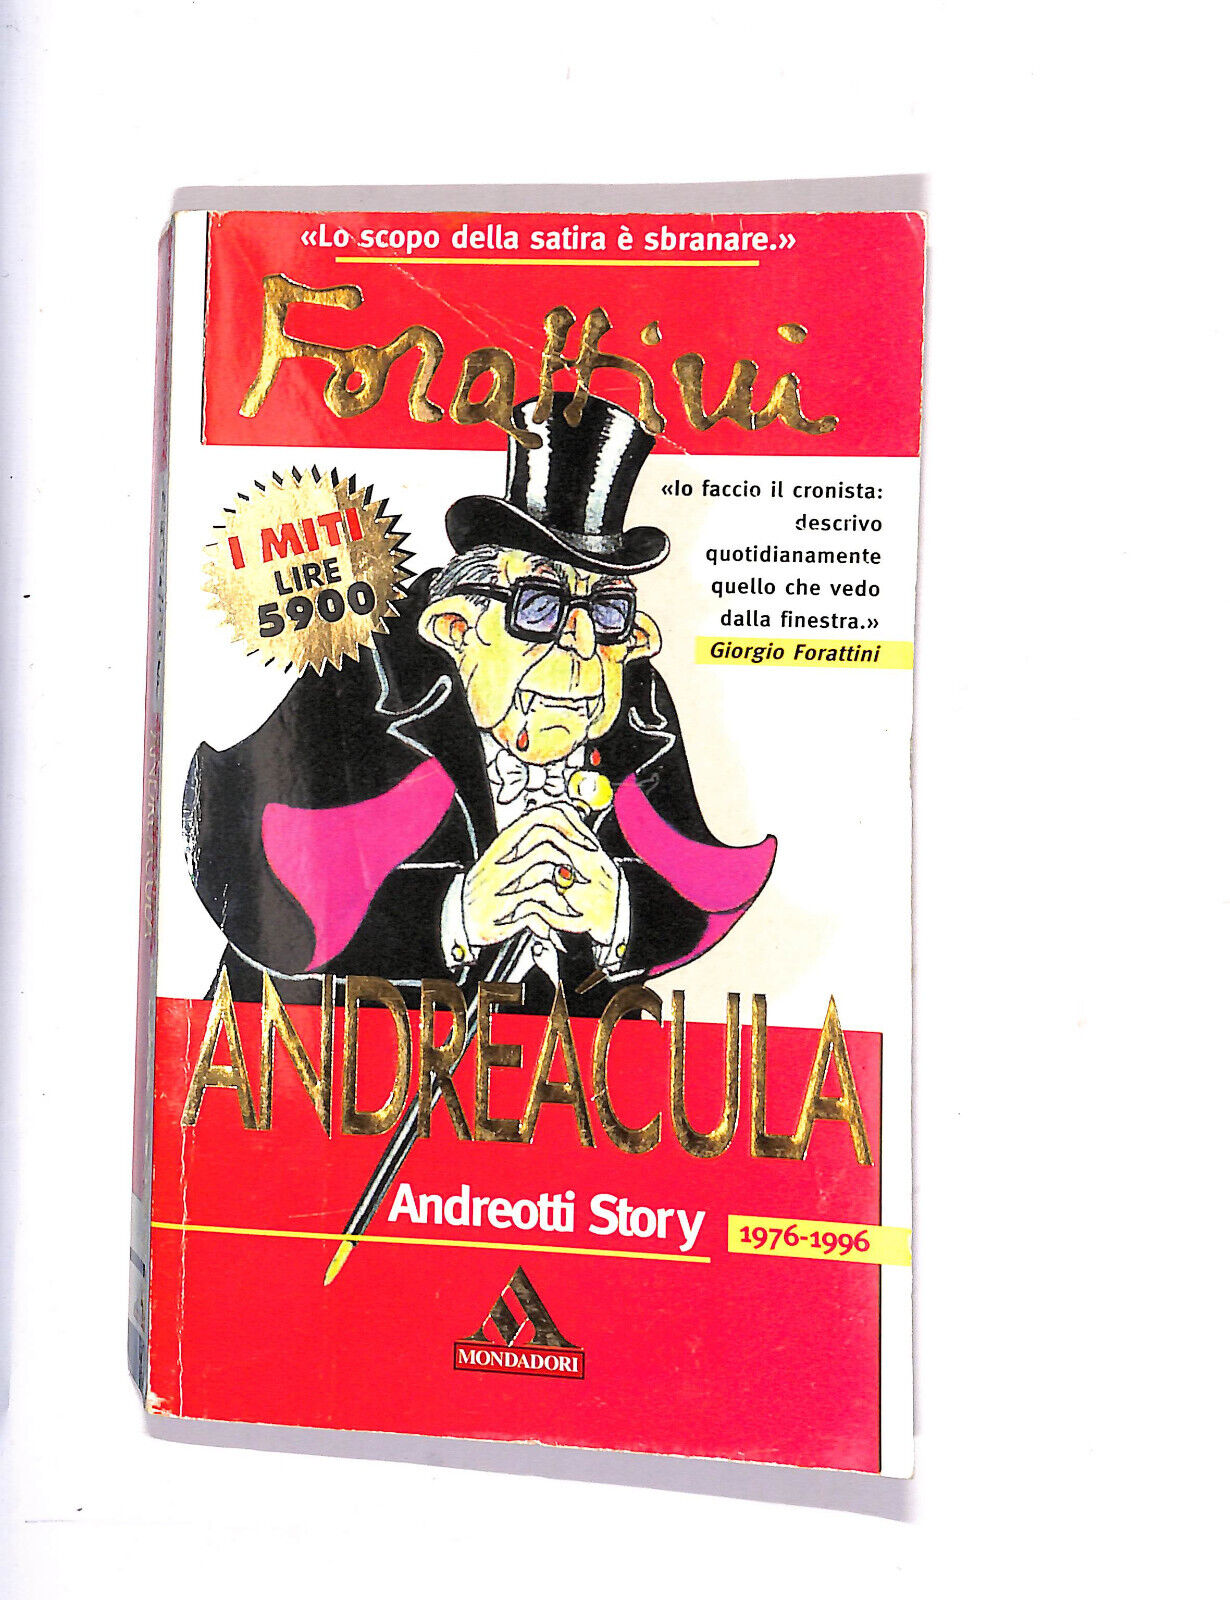 «Lo scopo della satira è sbranare.»
Forattini
I MITI
LIRE
5900
«Io faccio il cronista:
descrivo
quotidianamente
quello che vedo
dalla finestra.»
Giorgio Forattini
ANDREÁCULA
Andreotti Story
1976-1996
MONDADORI